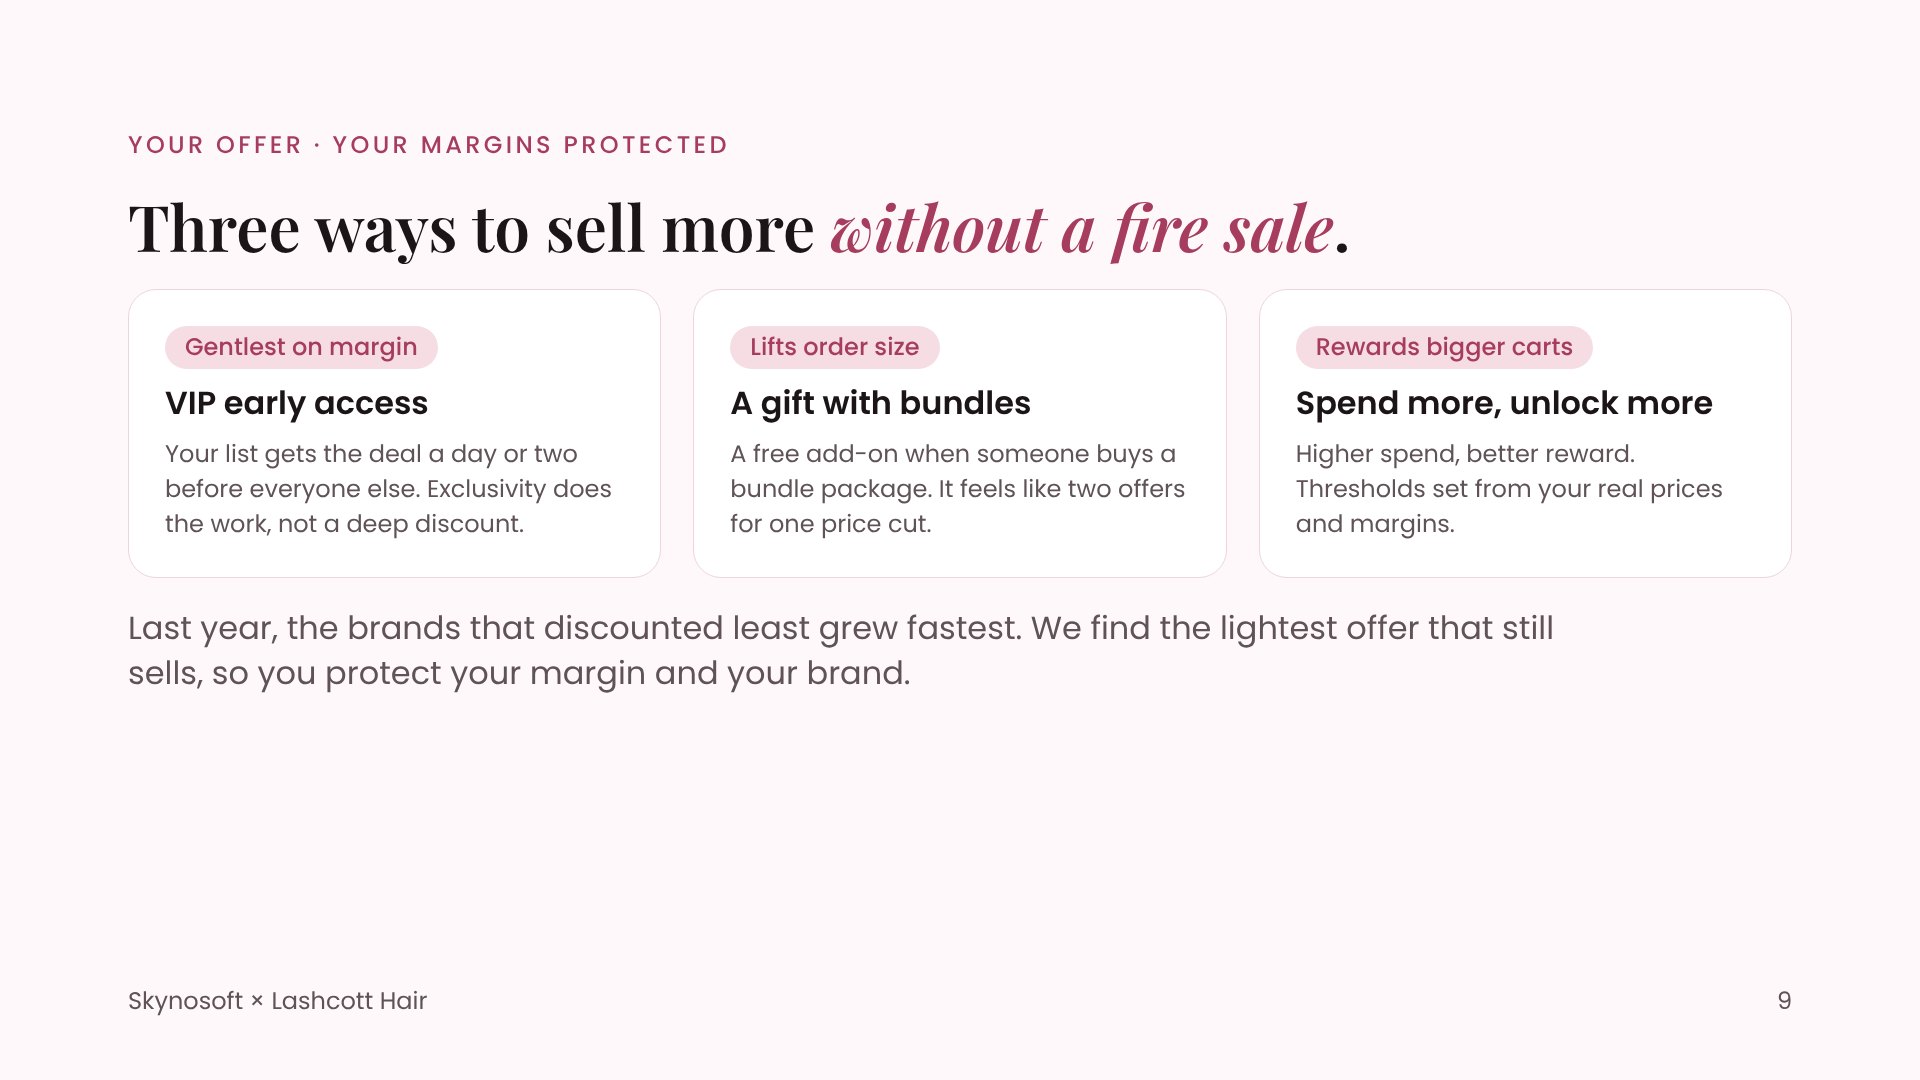 YOUR OFFER · YOUR MARGINS PROTECTED
Three ways to sell more without a fire sale.
Gentlest on margin
VIP early access
Your list gets the deal a day or two
before everyone else. Exclusivity does
the work, not a deep discount.
Lifts order size
A gift with bundles
A free add-on when someone buys a
bundle package. It feels like two offers
for one price cut.
Rewards bigger carts
Spend more, unlock more
Higher spend, better reward.
Thresholds set from your real prices
and margins.
Last year, the brands that discounted least grew fastest. We find the lightest offer that still
sells, so you protect your margin and your brand.
Skynosoft × Lashcott Hair
9